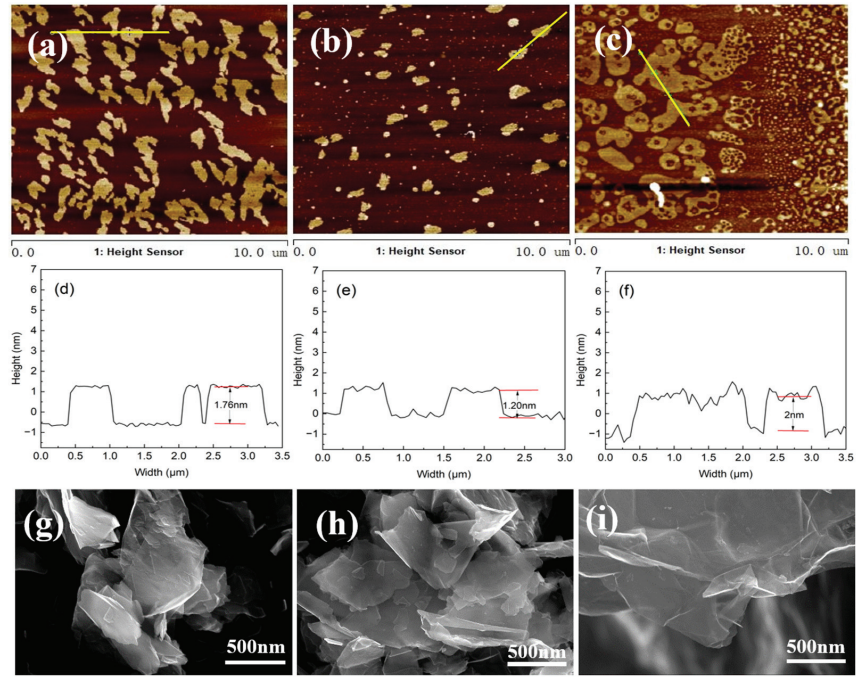 (a)
(b)
(c)
0.0 1: Height Sensor 10.0 um
0.0 1: Height Sensor 10.0 um
0.0 1: Height Sensor 10.0 um
(d)
Height (nm)
7
6
5
4
3
2
1
0
−1
1.76nm
0.0 0.5 1.0 1.5 2.0 2.5 3.0 3.5
Width (μm)
(e)
Height (nm)
7
6
5
4
3
2
1
0
−1
1.20nm
0.0 0.5 1.0 1.5 2.0 2.5 3.0
Width (μm)
(f)
Height (nm)
7
6
5
4
3
2
1
0
−1
2nm
0.0 0.5 1.0 1.5 2.0 2.5 3.0 3.5
Width (μm)
(g)
500nm
(h)
500nm
(i)
500nm